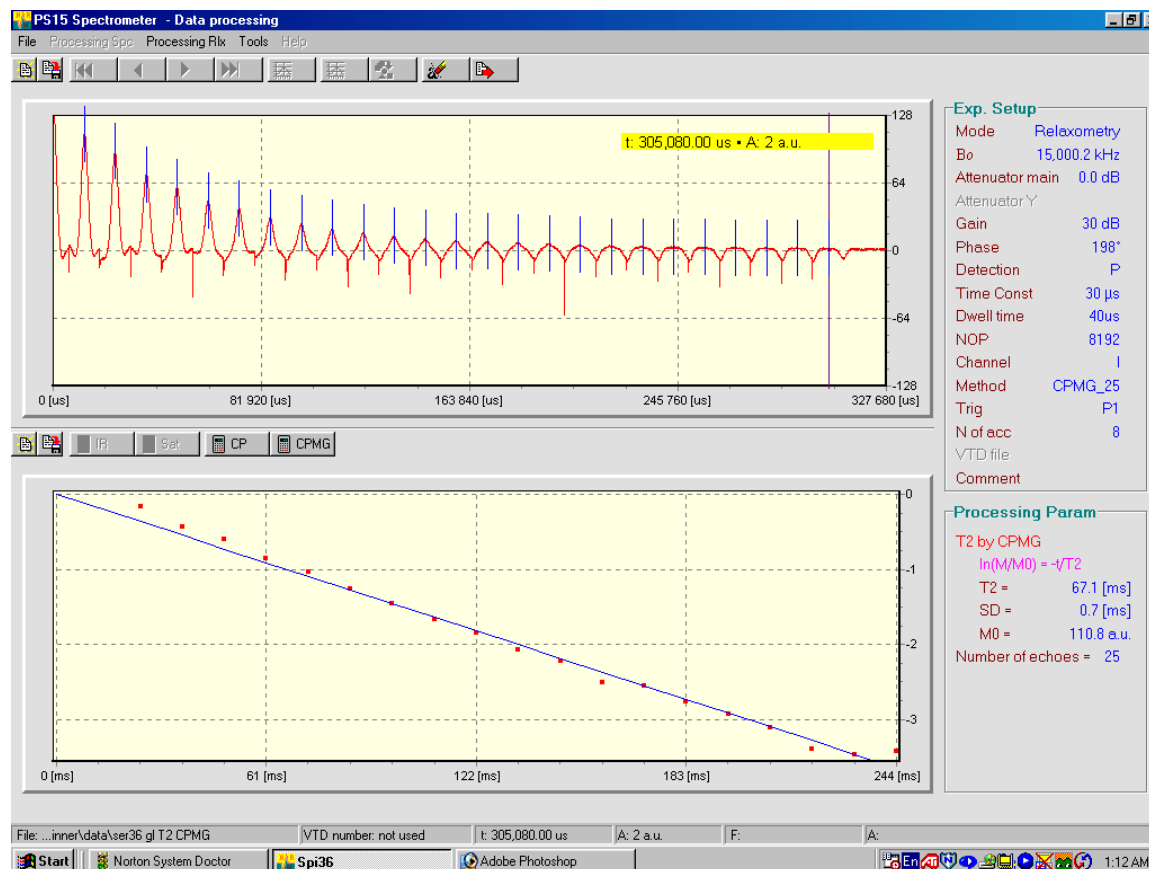 PS15 Spectrometer - Data processing
File Processing Spc Processing Rlx Tools Help
t: 305,080.00 us • A: 2 a.u.
128
64
0
-64
-128
0 [us] 81 920 [us] 163 840 [us] 245 760 [us] 327 680 [us]
Exp. Setup
Mode Relaxometry
Bo 15,000.2 kHz
Attenuator main 0.0 dB
Attenuator Y
Gain 30 dB
Phase 198°
Detection P
Time Const 30 µs
Dwell time 40us
NOP 8192
Channel I
Method CPMG_25
Trig P1
N of acc 8
VTD file
Comment
IR Sat CP CPMG
0
-1
-2
-3
0 [ms] 61 [ms] 122 [ms] 183 [ms] 244 [ms]
Processing Param
T2 by CPMG
ln(M/M0) = -t/T2
T2 = 67.1 [ms]
SD = 0.7 [ms]
M0 = 110.8 a.u.
Number of echoes = 25
File: ...inner\data\ser36 gl T2 CPMG VTD number: not used t: 305,080.00 us A: 2 a.u. F: A:
Start Norton System Doctor Spi36 Adobe Photoshop En 1:12 AM